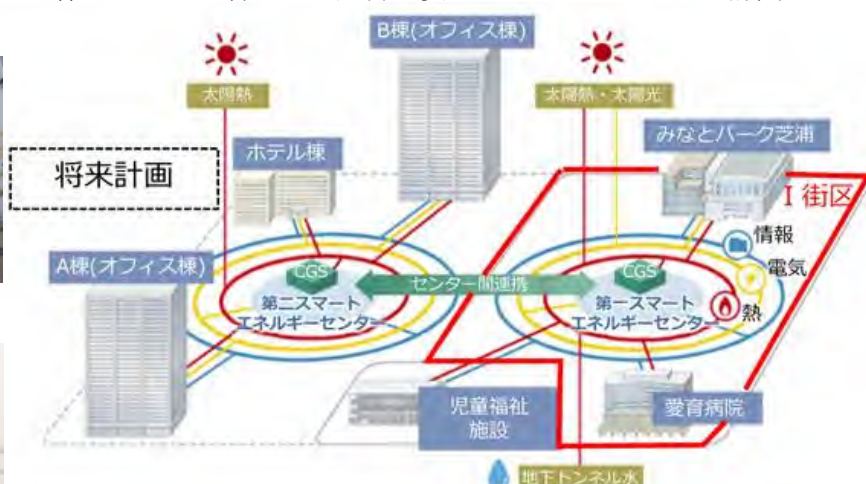 B棟(オフィス棟)
太陽熱
太陽熱・太陽光
みなとパーク芝浦
将来計画
ホテル棟
Ⅰ街区
情報
A棟(オフィス棟)
CGS
センター間連携
CGS
電気
第二スマート
エネルギーセンター
第一スマート
エネルギーセンター
熱
児童福祉
施設
愛育病院
地下トンネル水